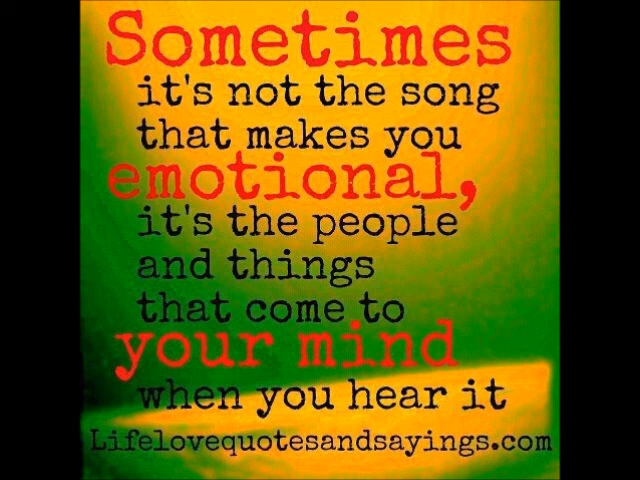 Sometimes
it's not the song
that makes you
emotional,
it's the people
and things
that come to
your mind
when you hear it
Lifelovequotesandsayings.com